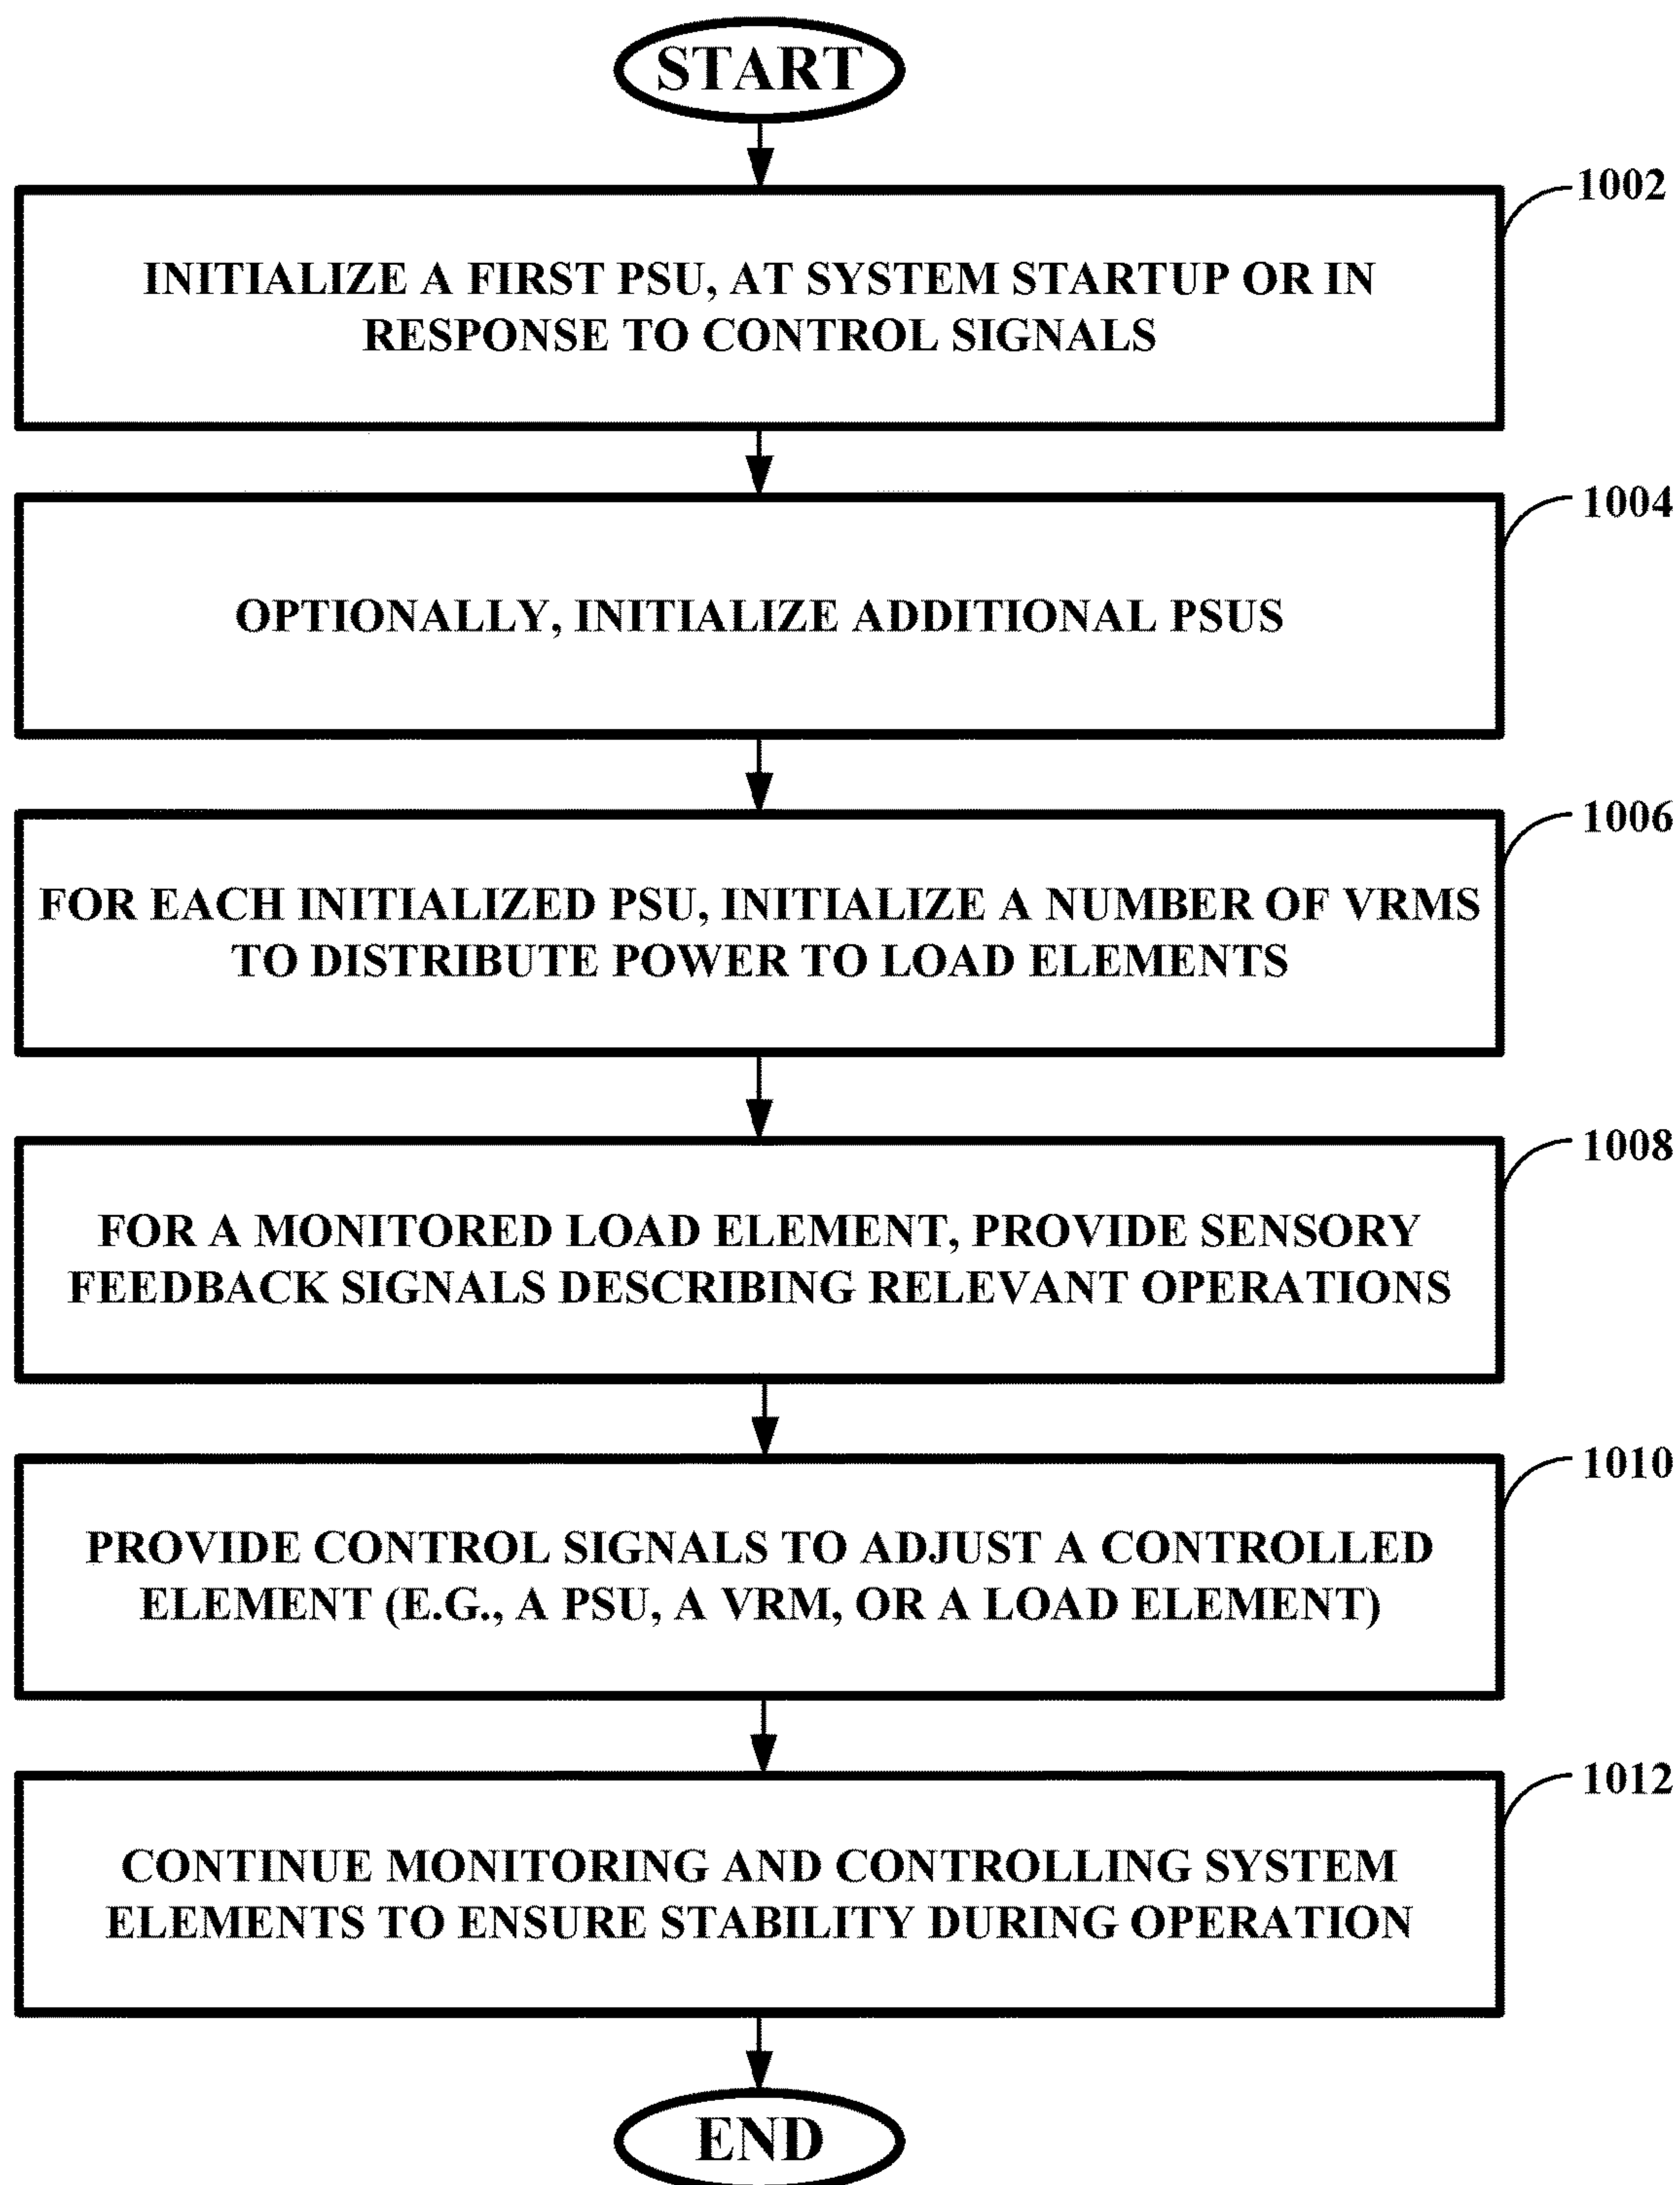 START
1002
INITIALIZE A FIRST PSU, AT SYSTEM STARTUP OR IN
RESPONSE TO CONTROL SIGNALS
1004
OPTIONALLY, INITIALIZE ADDITIONAL PSUS
1006
FOR EACH INITIALIZED PSU, INITIALIZE A NUMBER OF VRMS
TO DISTRIBUTE POWER TO LOAD ELEMENTS
1008
FOR A MONITORED LOAD ELEMENT, PROVIDE SENSORY
FEEDBACK SIGNALS DESCRIBING RELEVANT OPERATIONS
1010
PROVIDE CONTROL SIGNALS TO ADJUST A CONTROLLED
ELEMENT (E.G., A PSU, A VRM, OR A LOAD ELEMENT)
1012
CONTINUE MONITORING AND CONTROLLING SYSTEM
ELEMENTS TO ENSURE STABILITY DURING OPERATION
END